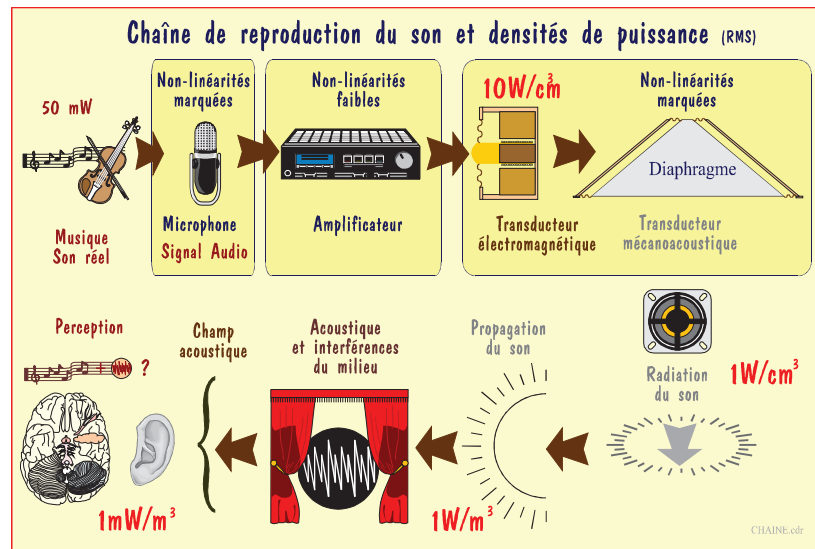 Chaîne de reproduction du son et densités de puissance (RMS)
50 mW
Musique
Son réel
Non-linéarités
marquées
Microphone
Signal Audio
Non-linéarités
faibles
Amplificateur
10W/cm³
Transducteur
électromagnétique
Non-linéarités
marquées
Diaphragme
Transducteur
mécanoacoustique
Radiation
du son
1W/cm³
Propagation
du son
1W/m³
Acoustique
et interférences
du milieu
Champ
acoustique
Perception
?
1mW/m³
CHAINE.cdr